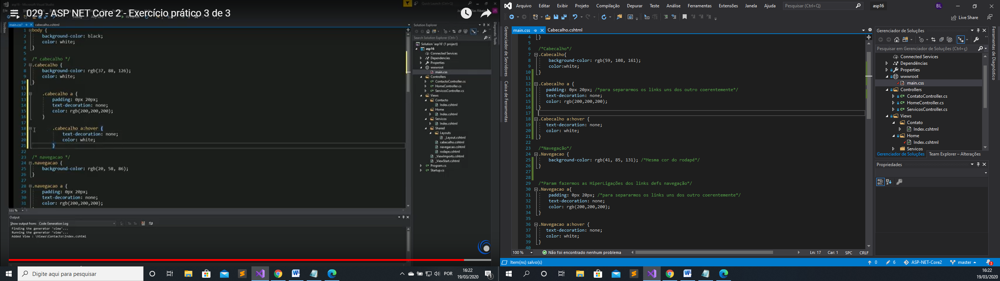 029 - ASP NET Core 2 - Exercício prático 3 de 3
asp16 - Microsoft Visual Studio
Quick Launch (Ctrl+Q)
main.css*
cabecalho.cshtml
1 body {
2 background-color: black;
3 color: white;
4 }
5
6 /* cabecalho */
7 .cabecalho {
8 background-color: rgb(37, 88, 126);
9 color: white;
10 }
11
12 .cabecalho a {
13 padding: 0px 20px;
14 text-decoration: none;
15 color: rgb(200,200,200);
16 }
17
18 .cabecalho a:hover {
19 text-decoration: none;
20 color: white;
21 }
22
23 /* navegacao */
24 .navegacao {
25 background-color: rgb(20, 58, 86);
26 }
27
28 .navegacao a {
29 padding: 0px 20px;
30 text-decoration: none;
31 color: rgb(200,200,200);
111 %
Output
Show output from: Code Generation Log
Finding the generator 'view'...
Running the generator 'view'...
Added View : \Views\Contacto\Index.cshtml
Toolbox
Diagnostic Tools
Solution Explorer
Search Solution Explorer (Ctrl+ )
Solution 'asp16' (1 project)
asp16
Connected Services
Dependencies
Properties
wwwroot
main.css
Controllers
ContactoController.cs
HomeController.cs
ServicosController.cs
Views
Contacto
Index.cshtml
Home
Index.cshtml
Servicos
Index.cshtml
Shared
Layouts
_Layout.cshtml
cabecalho.cshtml
navegacao.cshtml
rodape.cshtml
_ViewImports.cshtml
_ViewStart.cshtml
Program.cs
Startup.cs
Digite aqui para pesquisar
POR
16:22
19/03/2020
1
Arquivo Editar Exibir Projeto Compilação Depurar Teste Análise Ferramentas Extensões Janela Ajuda
Pesquisar (Ctrl+Q)
asp16
BL
Live Share
Gerenciador de Servidores
Caixa de Ferramentas
main.css
Cabecalho.cshtml
4 }
5
6 /*Cabecalho*/
7 .Cabecalho{
8 background-color: rgb(59, 108, 161);
9 color:white;
10 }
11
12 .Cabecalho a {
13 padding: 0px 20px; /*para separarmos os links uns dos outro coerentemente*/
14 text-decoration: none;
15 color: rgb(200,200,200);
16 }
17
18 .Cabecalho a:hover {
19 text-decoration: none;
20 color: white;
21 }
22
23 /*Navegação*/
24 .Navegacao {
25 background-color: rgb(41, 85, 131); /*Mesma cor do rodapé*/
26 }
27
28
29 /*Param fazermos as HiperLigações dos links defs navegação*/
30 .Navegacao a{
31 padding: 0px 20px; /*para separarmos os links uns dos outro coerentemente*/
32 text-decoration: none;
33 color: rgb(200,200,200);
34 }
35
36 .Navegacao a:hover {
37 text-decoration: none;
38 color: white;
39 }
40
100 %
Não foi encontrado nenhum problema
Ln: 17 Car: 1 SPC CRLF
Gerenciador de Soluções
Pesquisar em Gerenciador de Soluções (Ctrl+ç)
Connected Services
Dependências
Properties
wwwroot
main.css
Controllers
ContatoController.cs
HomeController.cs
ServicosController.cs
Views
Contato
Index.cshtml
Home
Index.cshtml
Servicos
Gerenciador de Soluções
Team Explorer – Alterações
Propriedades
Ferramentas de Diagnóstico
Item(ns) salvo(s)
0
6
ASP-NET-Core2
master
3
16:22
19/03/2020